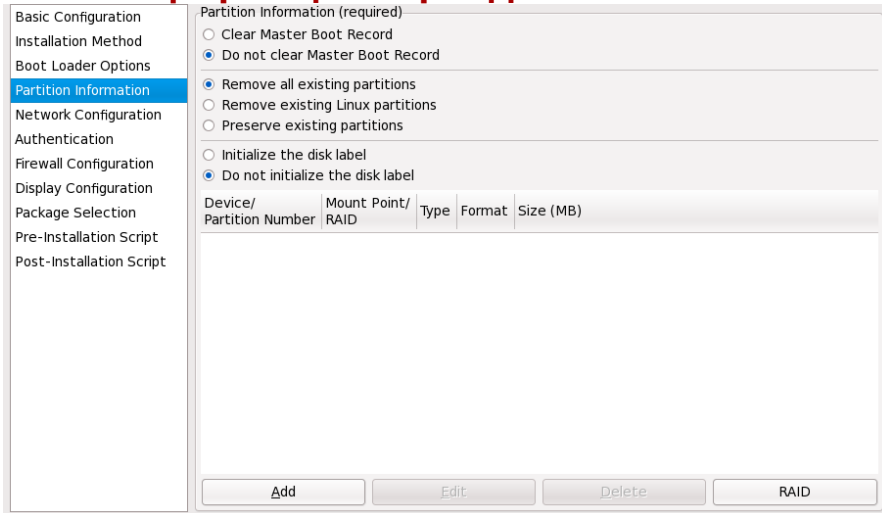 Basic Configuration
Installation Method
Boot Loader Options
Partition Information
Network Configuration
Authentication
Firewall Configuration
Display Configuration
Package Selection
Pre-Installation Script
Post-Installation Script
Partition Information (required)
Clear Master Boot Record
Do not clear Master Boot Record
Remove all existing partitions
Remove existing Linux partitions
Preserve existing partitions
Initialize the disk label
Do not initialize the disk label
Device/
Partition Number
Mount Point/
RAID
Type
Format
Size (MB)
Add
Edit
Delete
RAID